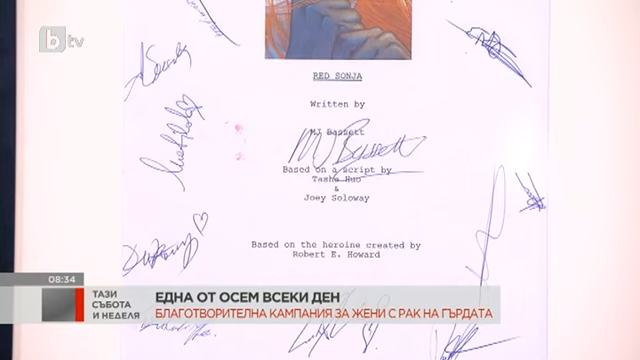 bTV
RED SONJA
Written by
MJ Bassett
MJ Bassett
Based on a script by
Tasha Huo
&
Joey Soloway
Based on the heroine created by
Robert E. Howard
08:34
ТАЗИ
СЪБОТА
И НЕДЕЛЯ
ЕДНА ОТ ОСЕМ ВСЕКИ ДЕН
БЛАГОТВОРИТЕЛНА КАМПАНИЯ ЗА ЖЕНИ С РАК НА ГЪРДАТА